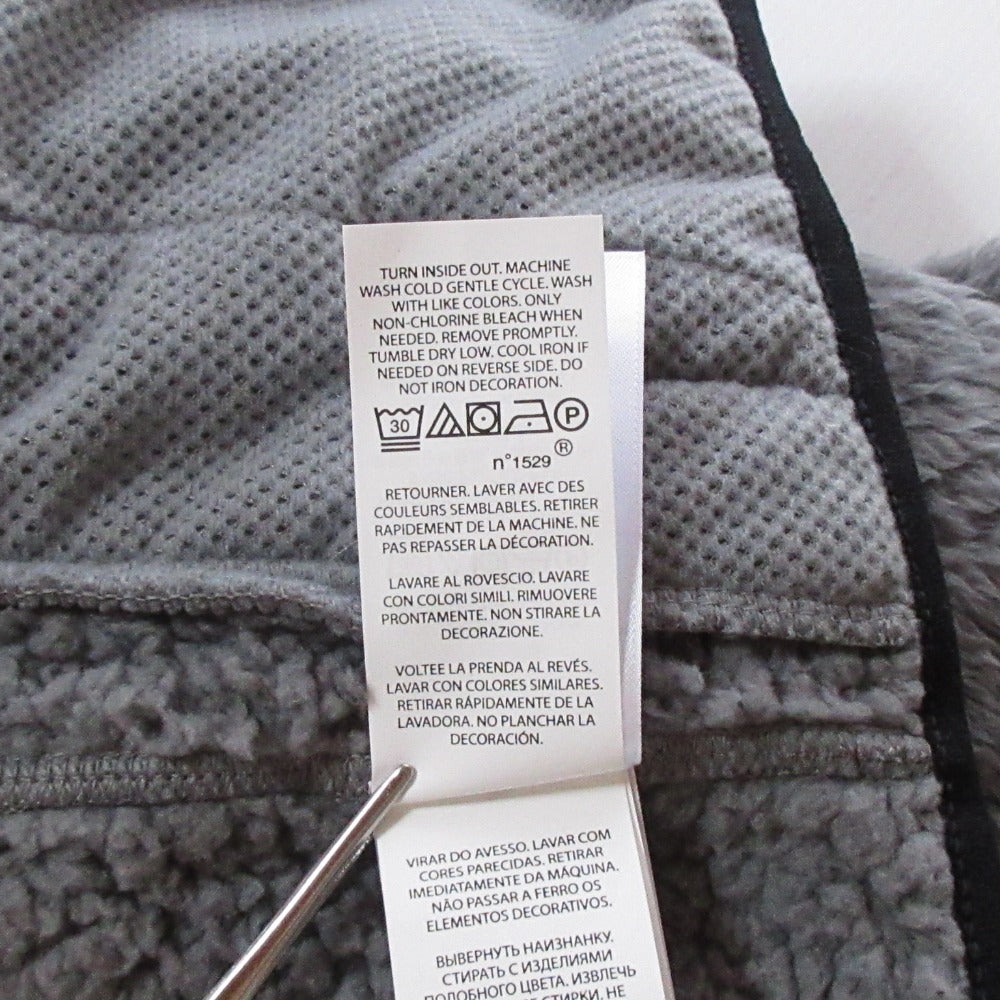 TURN INSIDE OUT. MACHINE
WASH COLD GENTLE CYCLE. WASH
WITH LIKE COLORS. ONLY
NON-CHLORINE BLEACH WHEN
NEEDED. REMOVE PROMPTLY.
TUMBLE DRY LOW. COOL IRON IF
NEEDED ON REVERSE SIDE. DO
NOT IRON DECORATION.
30 P
n°1529 ®
RETOURNER. LAVER AVEC DES
COULEURS SEMBLABLES. RETIRER
RAPIDEMENT DE LA MACHINE. NE
PAS REPASSER LA DÉCORATION.
LAVARE AL ROVESCIO. LAVARE
CON COLORI SIMILI. RIMUOVERE
PRONTAMENTE. NON STIRARE LA
DECORAZIONE.
VOLTEE LA PRENDA AL REVÉS.
LAVAR CON COLORES SIMILARES.
RETIRAR RÁPIDAMENTE DE LA
LAVADORA. NO PLANCHAR LA
DECORACIÓN.
VIRAR DO AVESSO. LAVAR COM
CORES PARECIDAS. RETIRAR
IMEDIATAMENTE DA MÁQUINA.
NÃO PASSAR A FERRO OS
ELEMENTOS DECORATIVOS.
ВЫВЕРНУТЬ НАИЗНАНКУ.
СТИРАТЬ С ИЗДЕЛИЯМИ
ПОДОБНОГО ЦВЕТА. ИЗВЛЕЧЬ
СТИРКИ. НЕ